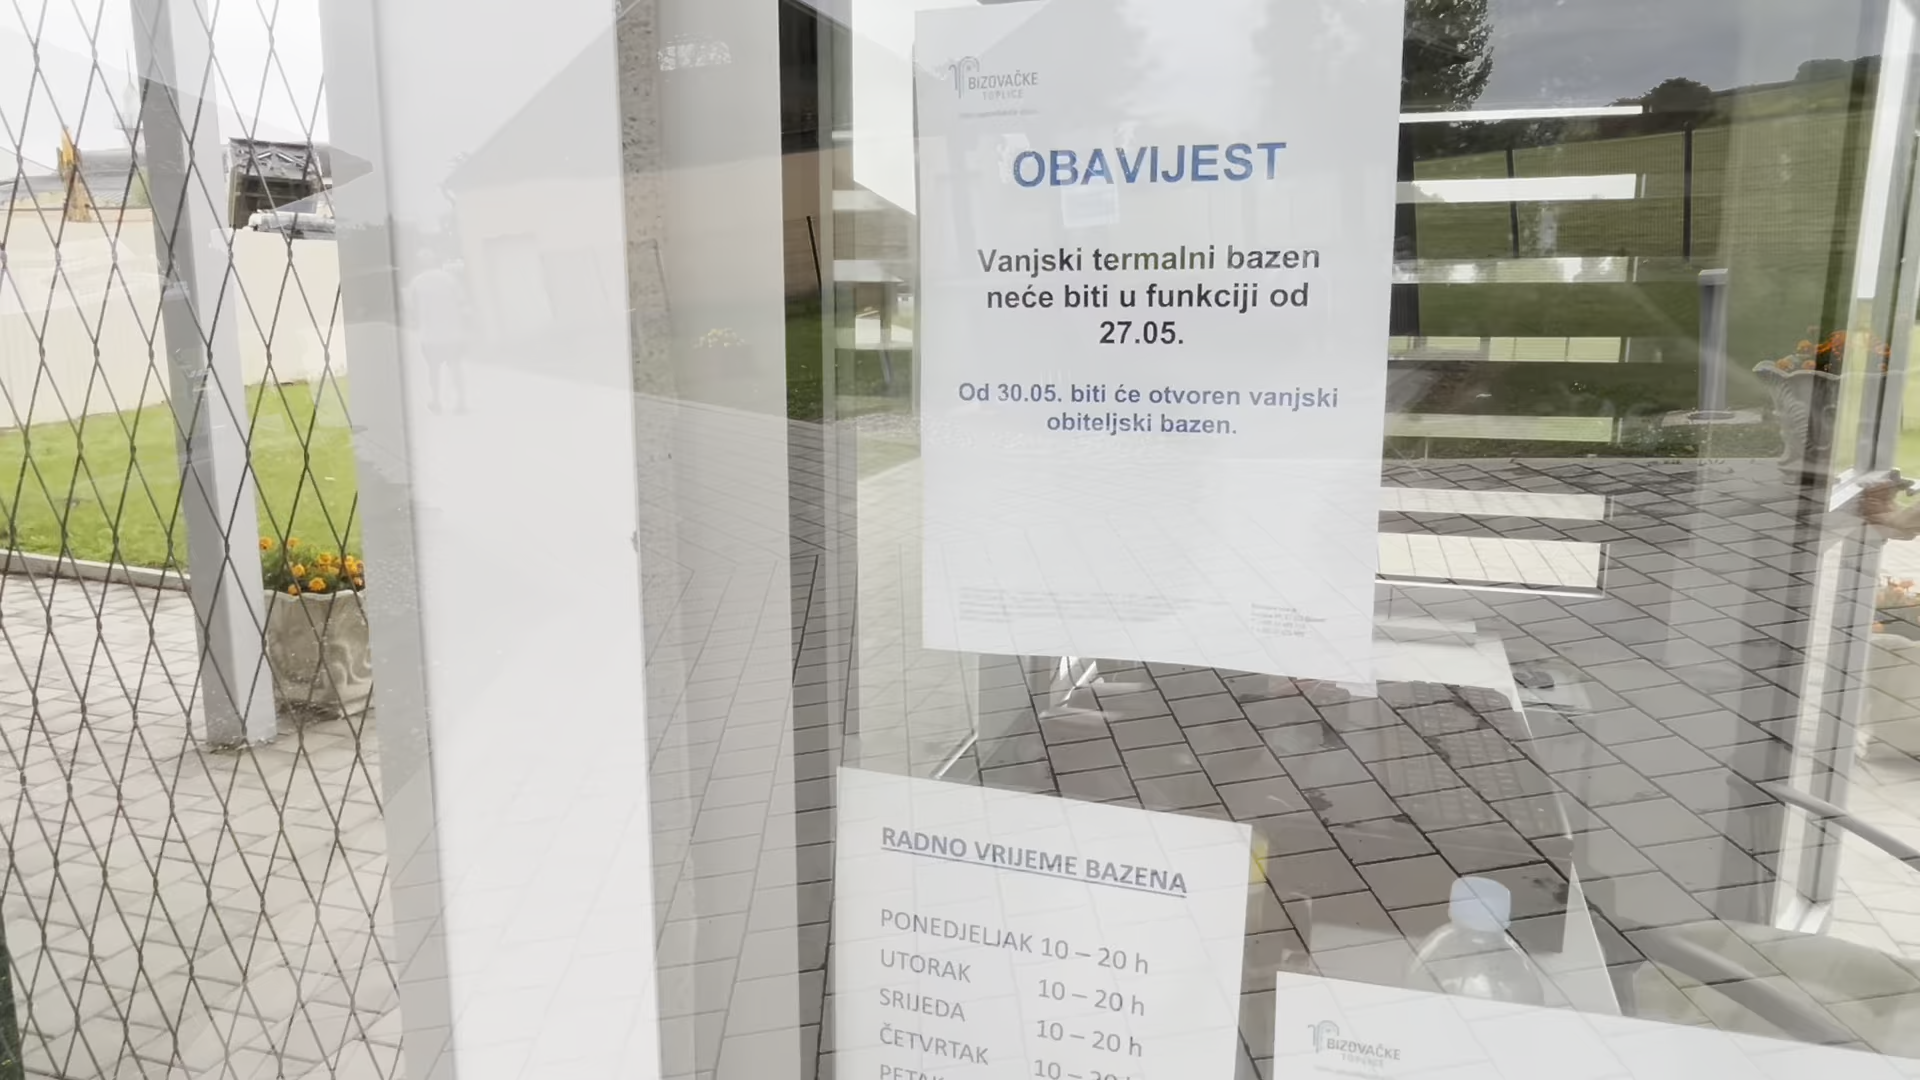 BIZOVAČKE
TOPLICE
OBAVIJEST
Vanjski termalni bazen
neće biti u funkciji od
27.05.
Od 30.05. biti će otvoren vanjski
obiteljski bazen.
RADNO VRIJEME BAZENA
PONEDJELJAK 10 – 20 h
UTORAK 10 – 20 h
SRIJEDA 10 – 20 h
ČETVRTAK 10 – 20
BIZOVAČKE
TOPLICE